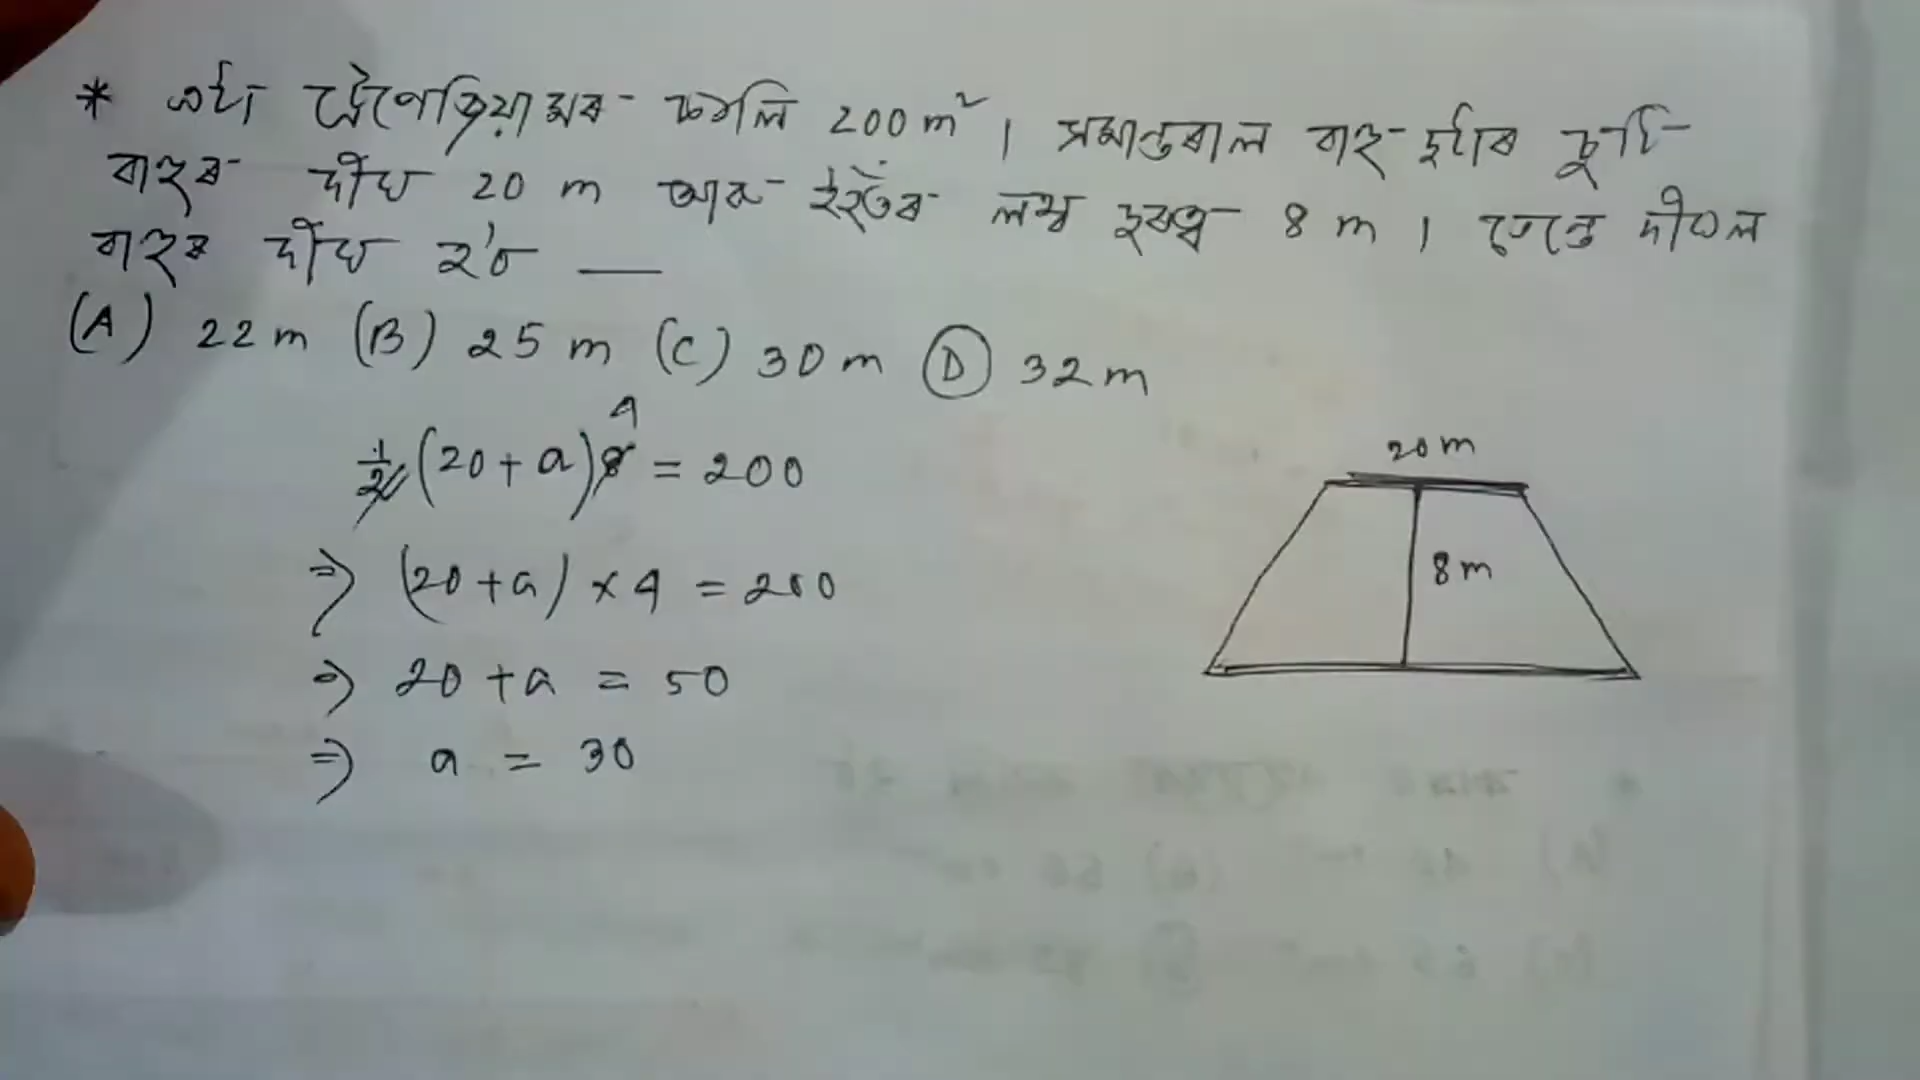 * এটা ট্ৰেপেজিয়ামৰ কালি 200 m²। সমান্তৰাল বাহু দুটাৰ চুটি
বাহুৰ দীঘ 20 m আৰু ইহঁতৰ লম্ব দূৰত্ব 8 m। তেন্তে দীঘল
বাহুৰ দীঘ হ'ব ___
(A) 22 m (B) 25 m (C) 30 m (D) 32 m
1/2 (20 + a) 8 4 = 200
⇒ (20 + a) × 4 = 200
⇒ 20 + a = 50
⇒ a = 30
20 m
8 m